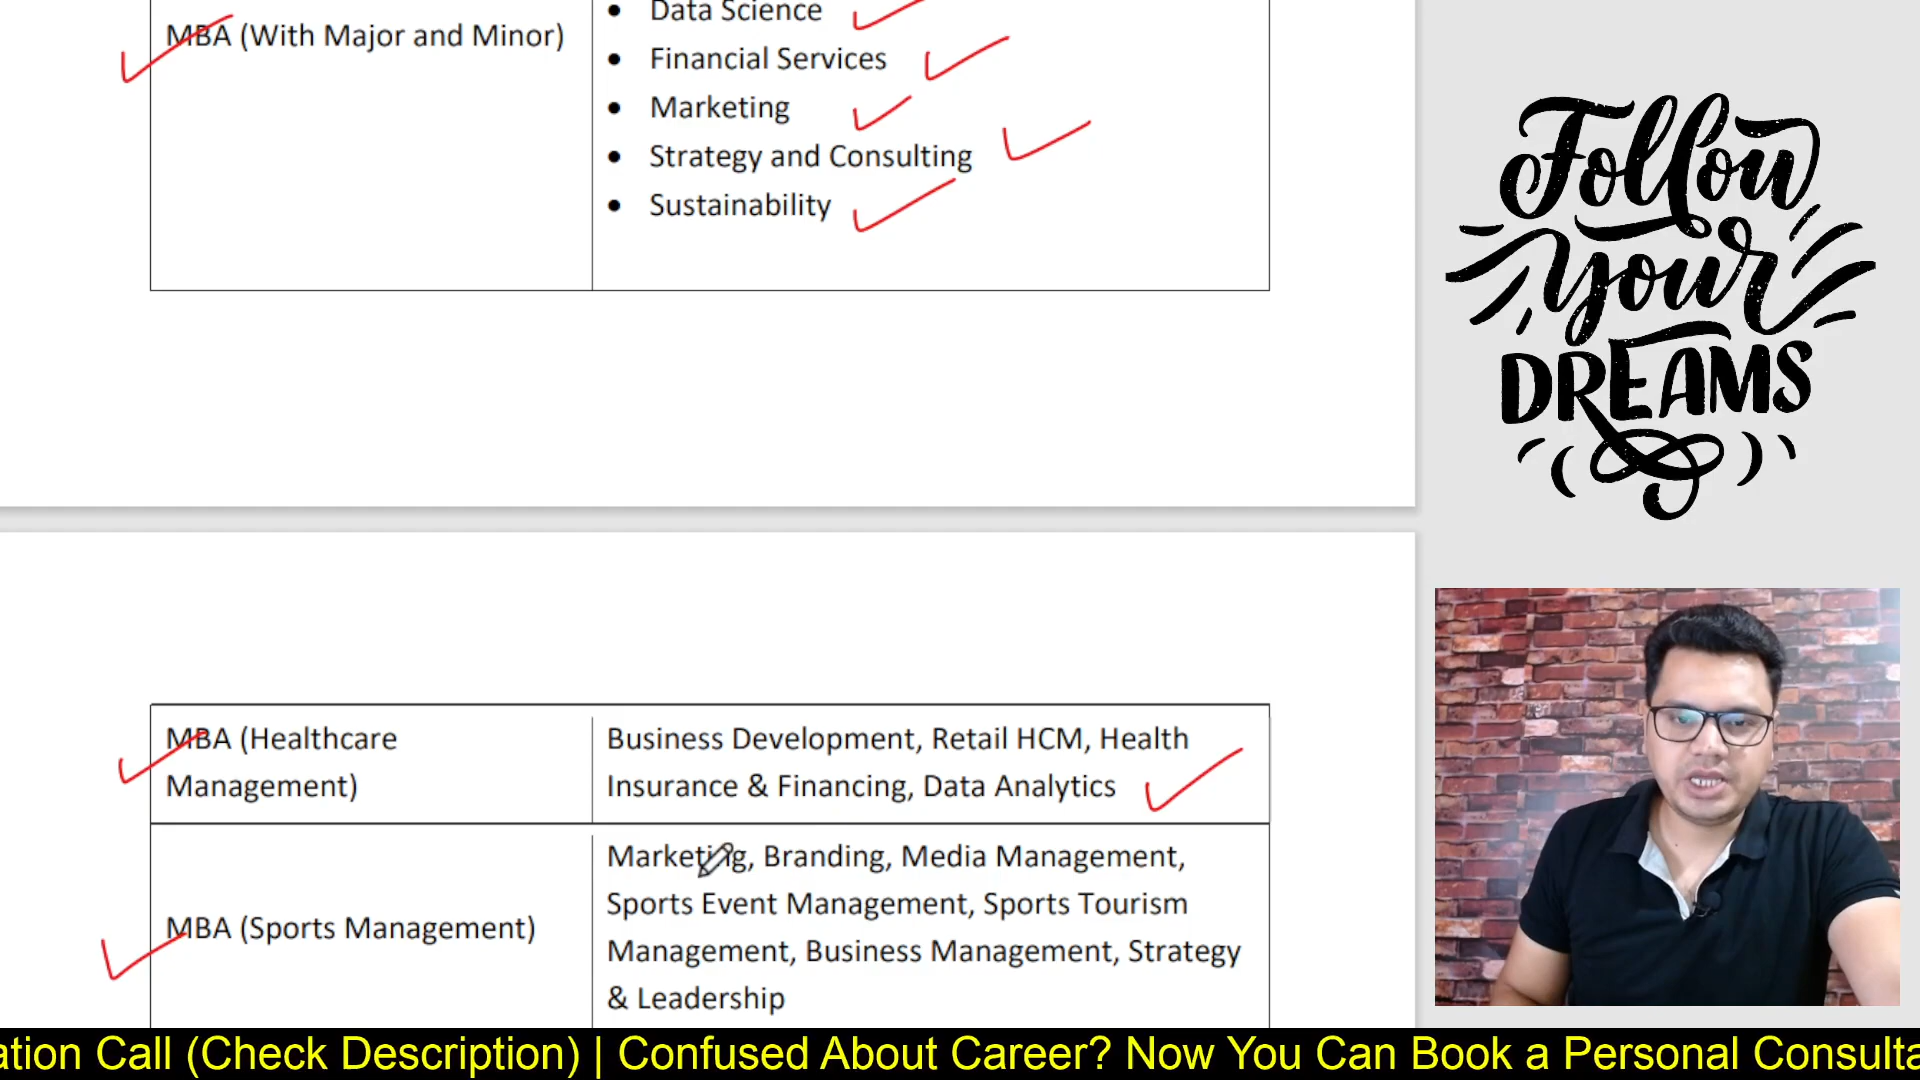 MBA (With Major and Minor)
• Data Science
• Financial Services
• Marketing
• Strategy and Consulting
• Sustainability
MBA (Healthcare
Management)
Business Development, Retail HCM, Health
Insurance & Financing, Data Analytics
MBA (Sports Management)
Marketing, Branding, Media Management,
Sports Event Management, Sports Tourism
Management, Business Management, Strategy
& Leadership
Follow
your
DREAMS
ation Call (Check Description) | Confused About Career? Now You Can Book a Personal Consulta